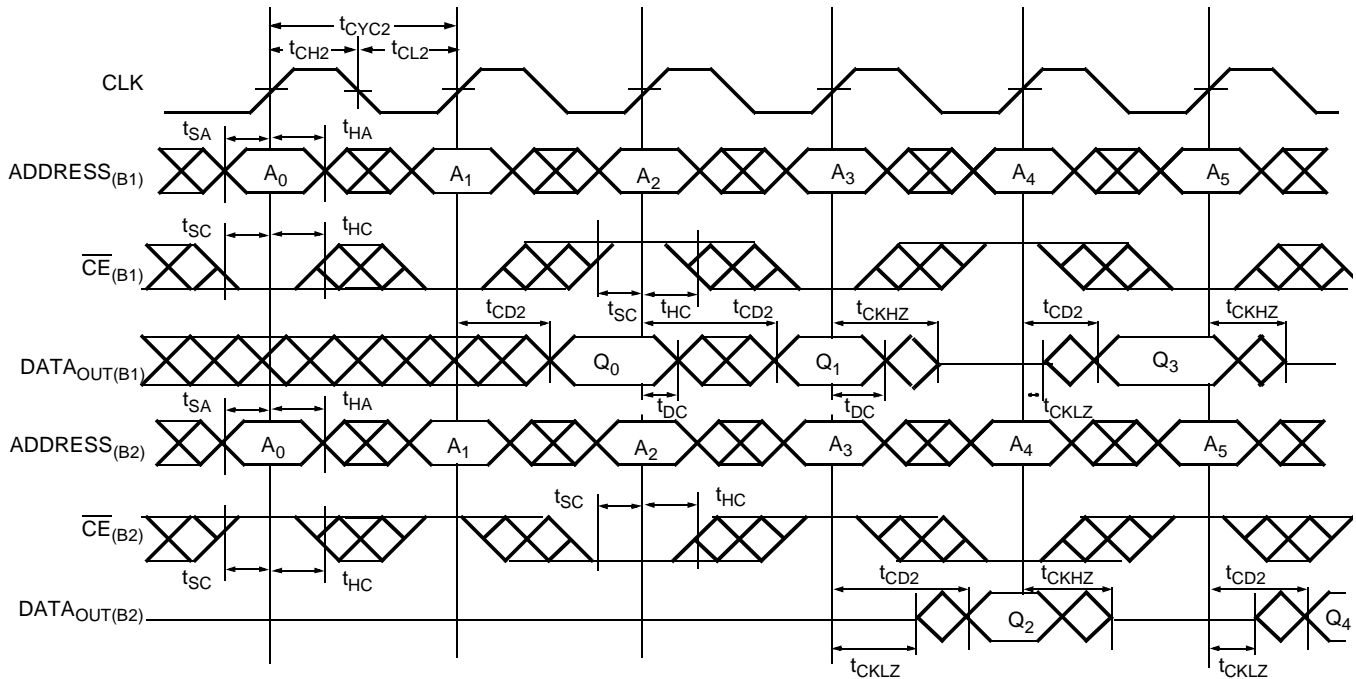 tCYC2
tCH2 tCL2
CLK
tSA tHA
ADDRESS(B1) A0 A1 A2 A3 A4 A5
tSC tHC
CE(B1)
tCD2 tSC tHC tCD2 tCKHZ tCD2 tCKHZ
DATAOUT(B1) Q0 Q1 Q3
tSA tHA tDC tDC tCKLZ
ADDRESS(B2) A0 A1 A2 A3 A4 A5
tSC tHC
CE(B2)
tSC tHC tCD2 tCKHZ tCD2
DATAOUT(B2) Q2 Q4
tCKLZ tCKLZ